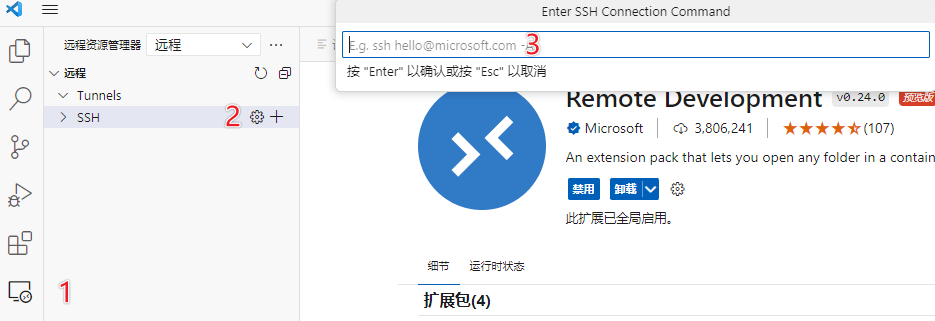 Enter SSH Connection Command
远程资源管理器 远程
E.g. ssh hello@microsoft.com -A
3
按 "Enter" 以确认或按 "Esc" 以取消
远程
Tunnels
SSH
2
Remote Development v0.24.0 预览版
Microsoft 3,806,241 (107)
An extension pack that lets you open any folder in a contain
禁用 卸载
此扩展已全局启用。
细节 运行时状态
1
扩展包(4)